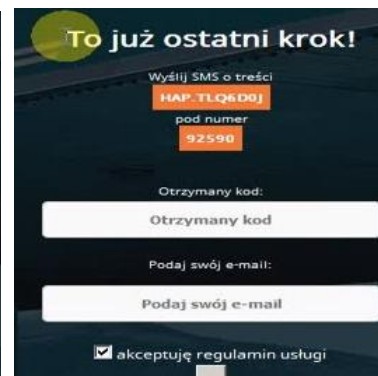 To już ostatni krok!
Wyślij SMS o treści
HAP.TLQ6D0J
pod numer
92590
Otrzymany kod:
Otrzymany kod
Podaj swój e-mail:
Podaj swój e-mail
akceptuję regulamin usługi